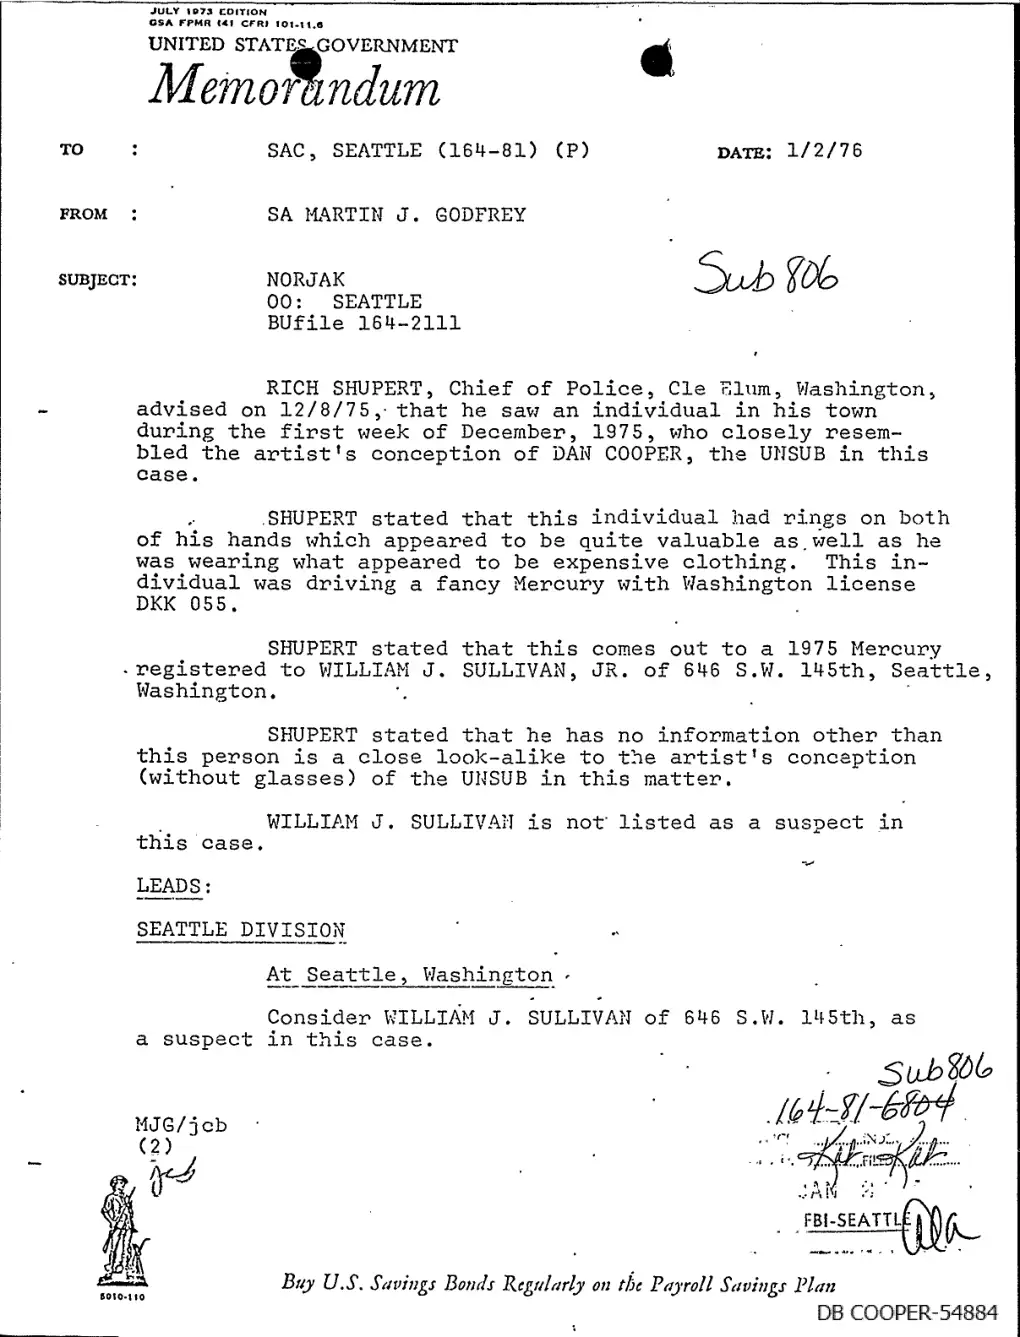 JULY 1973 EDITION
GSA FPMR (41 CFR) 101-11.6
UNITED STATES GOVERNMENT
Memorandum
TO : SAC, SEATTLE (164-81) (P) DATE: 1/2/76
FROM : SA MARTIN J. GODFREY
Sub 806
SUBJECT: NORJAK
OO: SEATTLE
BUfile 164-2111
RICH SHUPERT, Chief of Police, Cle Elum, Washington,
advised on 12/8/75, that he saw an individual in his town
during the first week of December, 1975, who closely resem-
bled the artist's conception of DAN COOPER, the UNSUB in this
case.
SHUPERT stated that this individual had rings on both
of his hands which appeared to be quite valuable as well as he
was wearing what appeared to be expensive clothing. This in-
dividual was driving a fancy Mercury with Washington license
DKK 055.
SHUPERT stated that this comes out to a 1975 Mercury
registered to WILLIAM J. SULLIVAN, JR. of 646 S.W. 145th, Seattle,
Washington.
SHUPERT stated that he has no information other than
this person is a close look-alike to the artist's conception
(without glasses) of the UNSUB in this matter.
WILLIAM J. SULLIVAN is not listed as a suspect in
this case.
LEADS:
SEATTLE DIVISION
At Seattle, Washington
Consider WILLIAM J. SULLIVAN of 646 S.W. 145th, as
a suspect in this case.
Sub 806
164-81-6804
MJG/jcb
(2)
jcb
JAN
FBI-SEATTLE
5010-110
Buy U.S. Savings Bonds Regularly on the Payroll Savings Plan
DB COOPER-54884